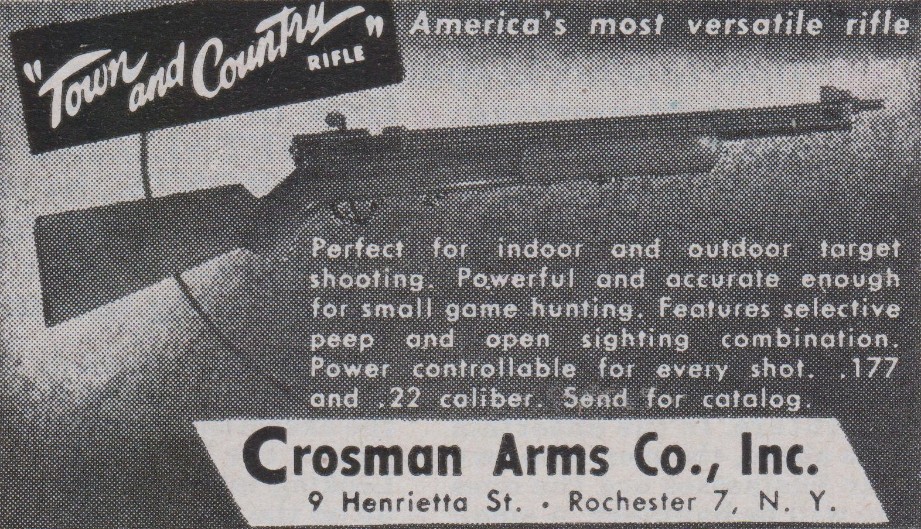 "Town and Country" RIFLE
America's most versatile rifle
Perfect for indoor and outdoor target
shooting. Powerful and accurate enough
for small game hunting. Features selective
peep and open sighting combination.
Power controllable for every shot. .177
and .22 caliber. Send for catalog.
Crosman Arms Co., Inc.
9 Henrietta St. • Rochester 7, N. Y.